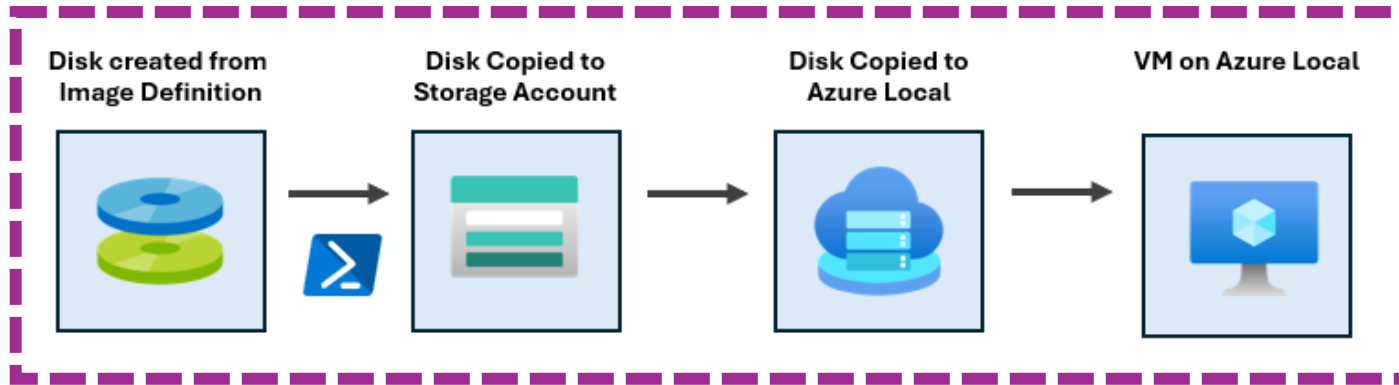 Disk created from
Image Definition
Disk Copied to
Storage Account
Disk Copied to
Azure Local
VM on Azure Local